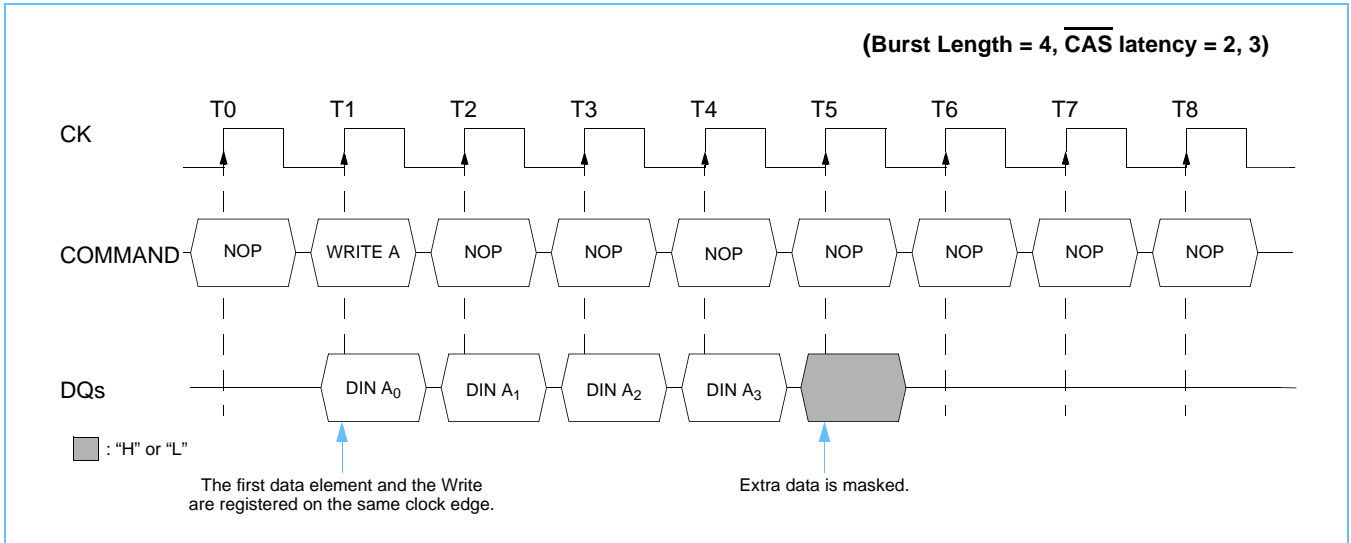 (Burst Length = 4, CAS latency = 2, 3)
T0 T1 T2 T3 T4 T5 T6 T7 T8
CK
COMMAND NOP WRITE A NOP NOP NOP NOP NOP NOP NOP
DQs DIN A0 DIN A1 DIN A2 DIN A3
: “H” or “L”
The first data element and the Write
are registered on the same clock edge.
Extra data is masked.